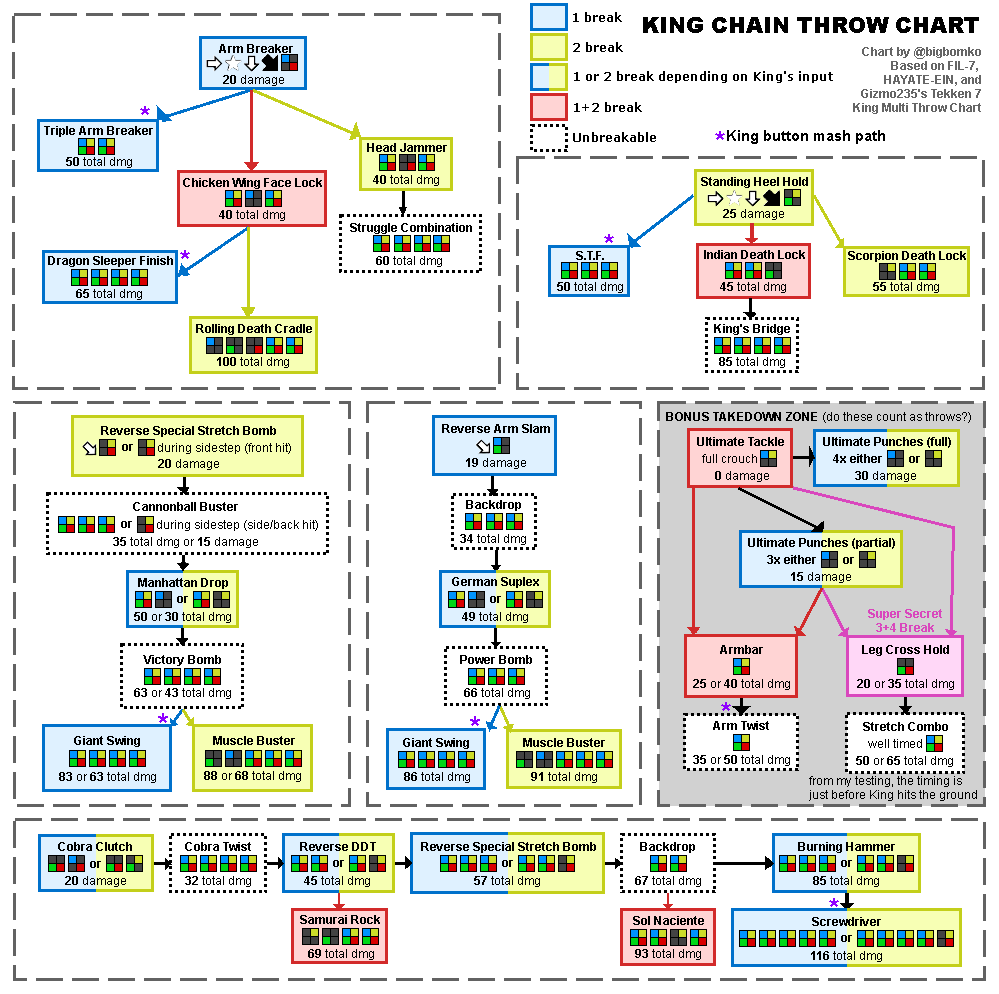 KING CHAIN THROW CHART
Chart by @bigbomko
Based on FIL-7,
HAYATE-EIN, and
Gizmo235's Tekken 7
King Multi Throw Chart
1 break
2 break
1 or 2 break depending on King's input
1+2 break
Unbreakable
*King button mash path
Arm Breaker
20 damage
*
Triple Arm Breaker
50 total dmg
Head Jammer
40 total dmg
Chicken Wing Face Lock
40 total dmg
Struggle Combination
60 total dmg
*
Dragon Sleeper Finish
65 total dmg
Rolling Death Cradle
100 total dmg
Standing Heel Hold
25 damage
*
S.T.F.
50 total dmg
Indian Death Lock
45 total dmg
Scorpion Death Lock
55 total dmg
King's Bridge
85 total dmg
Reverse Special Stretch Bomb
or during sidestep (front hit)
20 damage
Cannonball Buster
or during sidestep (side/back hit)
35 total dmg or 15 damage
Manhattan Drop
or
50 or 30 total dmg
Victory Bomb
63 or 43 total dmg
*
Giant Swing
83 or 63 total dmg
Muscle Buster
88 or 68 total dmg
Reverse Arm Slam
19 damage
Backdrop
34 total dmg
German Suplex
or
49 total dmg
Power Bomb
66 total dmg
*
Giant Swing
86 total dmg
Muscle Buster
91 total dmg
BONUS TAKEDOWN ZONE (do these count as throws?)
Ultimate Tackle
full crouch
0 damage
Ultimate Punches (full)
4x either or
30 damage
Ultimate Punches (partial)
3x either or
15 damage
Super Secret
3+4 Break
Armbar
25 or 40 total dmg
Leg Cross Hold
20 or 35 total dmg
*
Arm Twist
35 or 50 total dmg
Stretch Combo
well timed
50 or 65 total dmg
from my testing, the timing is
just before King hits the ground
Cobra Clutch
or
20 damage
Cobra Twist
32 total dmg
Reverse DDT
or
45 total dmg
Reverse Special Stretch Bomb
or
57 total dmg
Backdrop
67 total dmg
Burning Hammer
or
85 total dmg
Samurai Rock
69 total dmg
Sol Naciente
93 total dmg
*
Screwdriver
or
116 total dmg